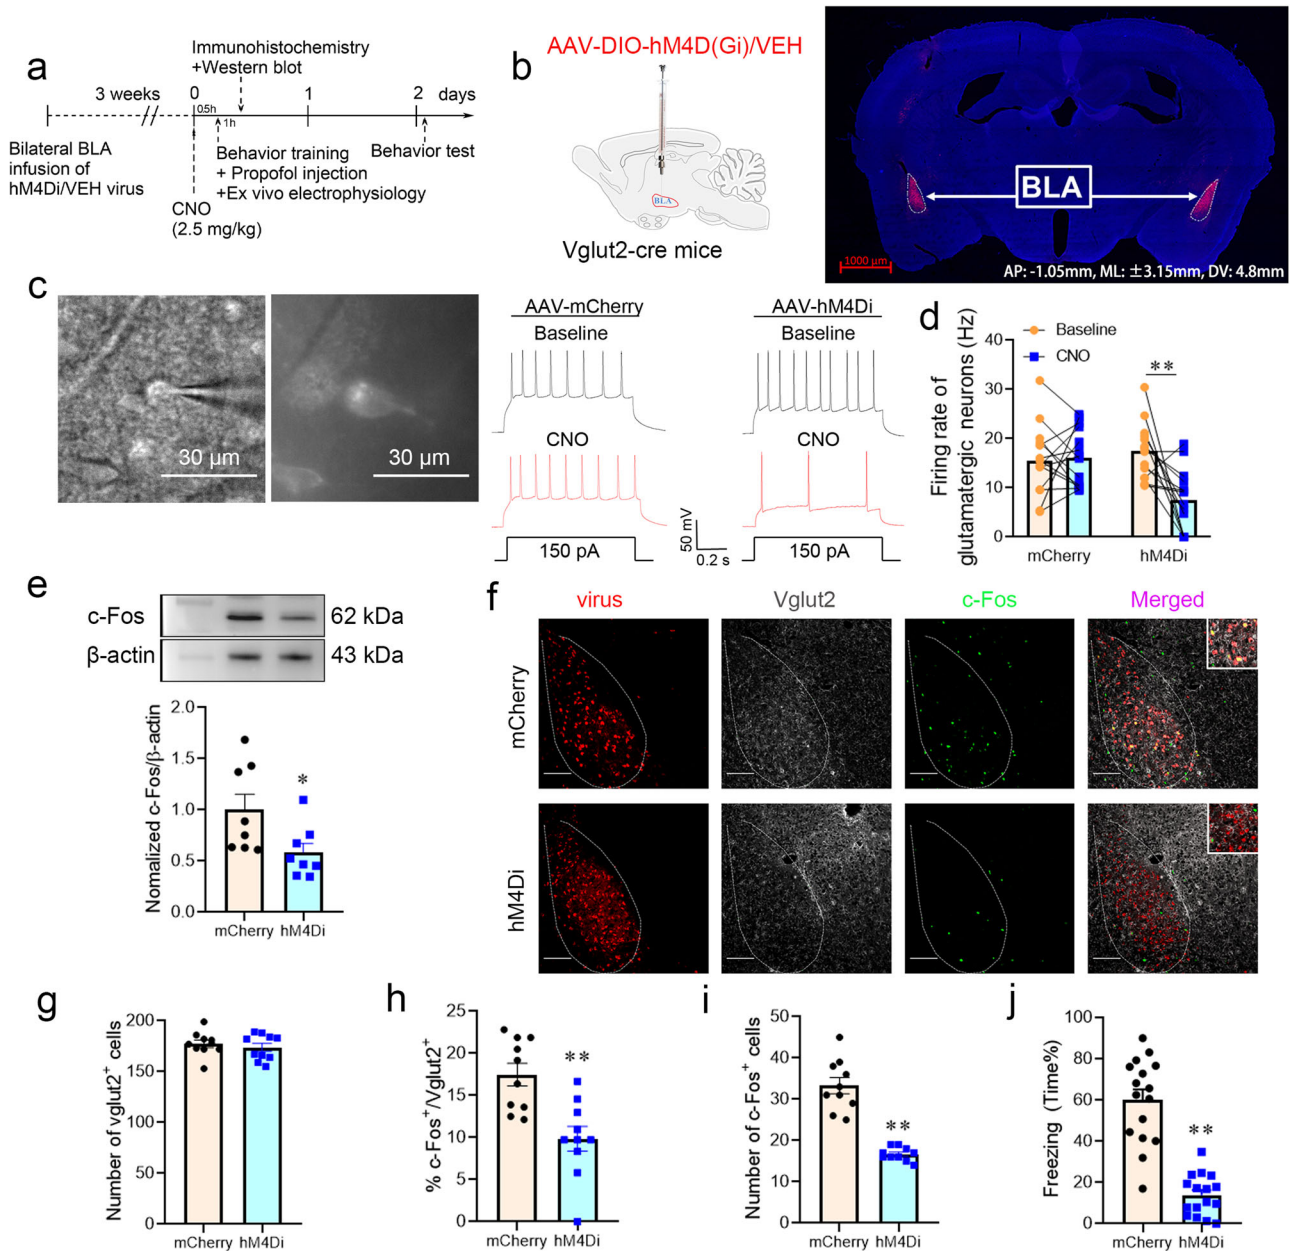 a
Immunohistochemistry
+Western blot
3 weeks
0
0.5h
1h
1
2
days
Bilateral BLA
infusion of
hM4Di/VEH virus
CNO
(2.5 mg/kg)
Behavior training
+ Propofol injection
+Ex vivo electrophysiology
Behavior test
b
AAV-DIO-hM4D(Gi)/VEH
BLA
Vglut2-cre mice
BLA
1000 μm
AP: -1.05mm, ML: ±3.15mm, DV: 4.8mm
c
30 μm
30 μm
AAV-mCherry
Baseline
CNO
150 pA
50 mV
0.2 s
AAV-hM4Di
Baseline
CNO
150 pA
d
Firing rate of
glutamatergic neurons (Hz)
40
30
20
10
0
Baseline
CNO
**
mCherry
hM4Di
e
c-Fos
62 kDa
β-actin
43 kDa
Nomalized c-Fos/β-actin
2.0
1.5
1.0
0.5
0.0
*
mCherry hM4Di
f
virus
Vglut2
c-Fos
Merged
mCherry
hM4Di
g
Number of vglut2+ cells
200
150
100
50
0
mCherry hM4Di
h
% c-Fos+/Vglut2+
25
20
15
10
5
0
**
mCherry hM4Di
i
Number of c-Fos+ cells
50
40
30
20
10
0
**
mCherry hM4Di
j
Freezing (Time%)
100
80
60
40
20
0
**
mCherry hM4Di